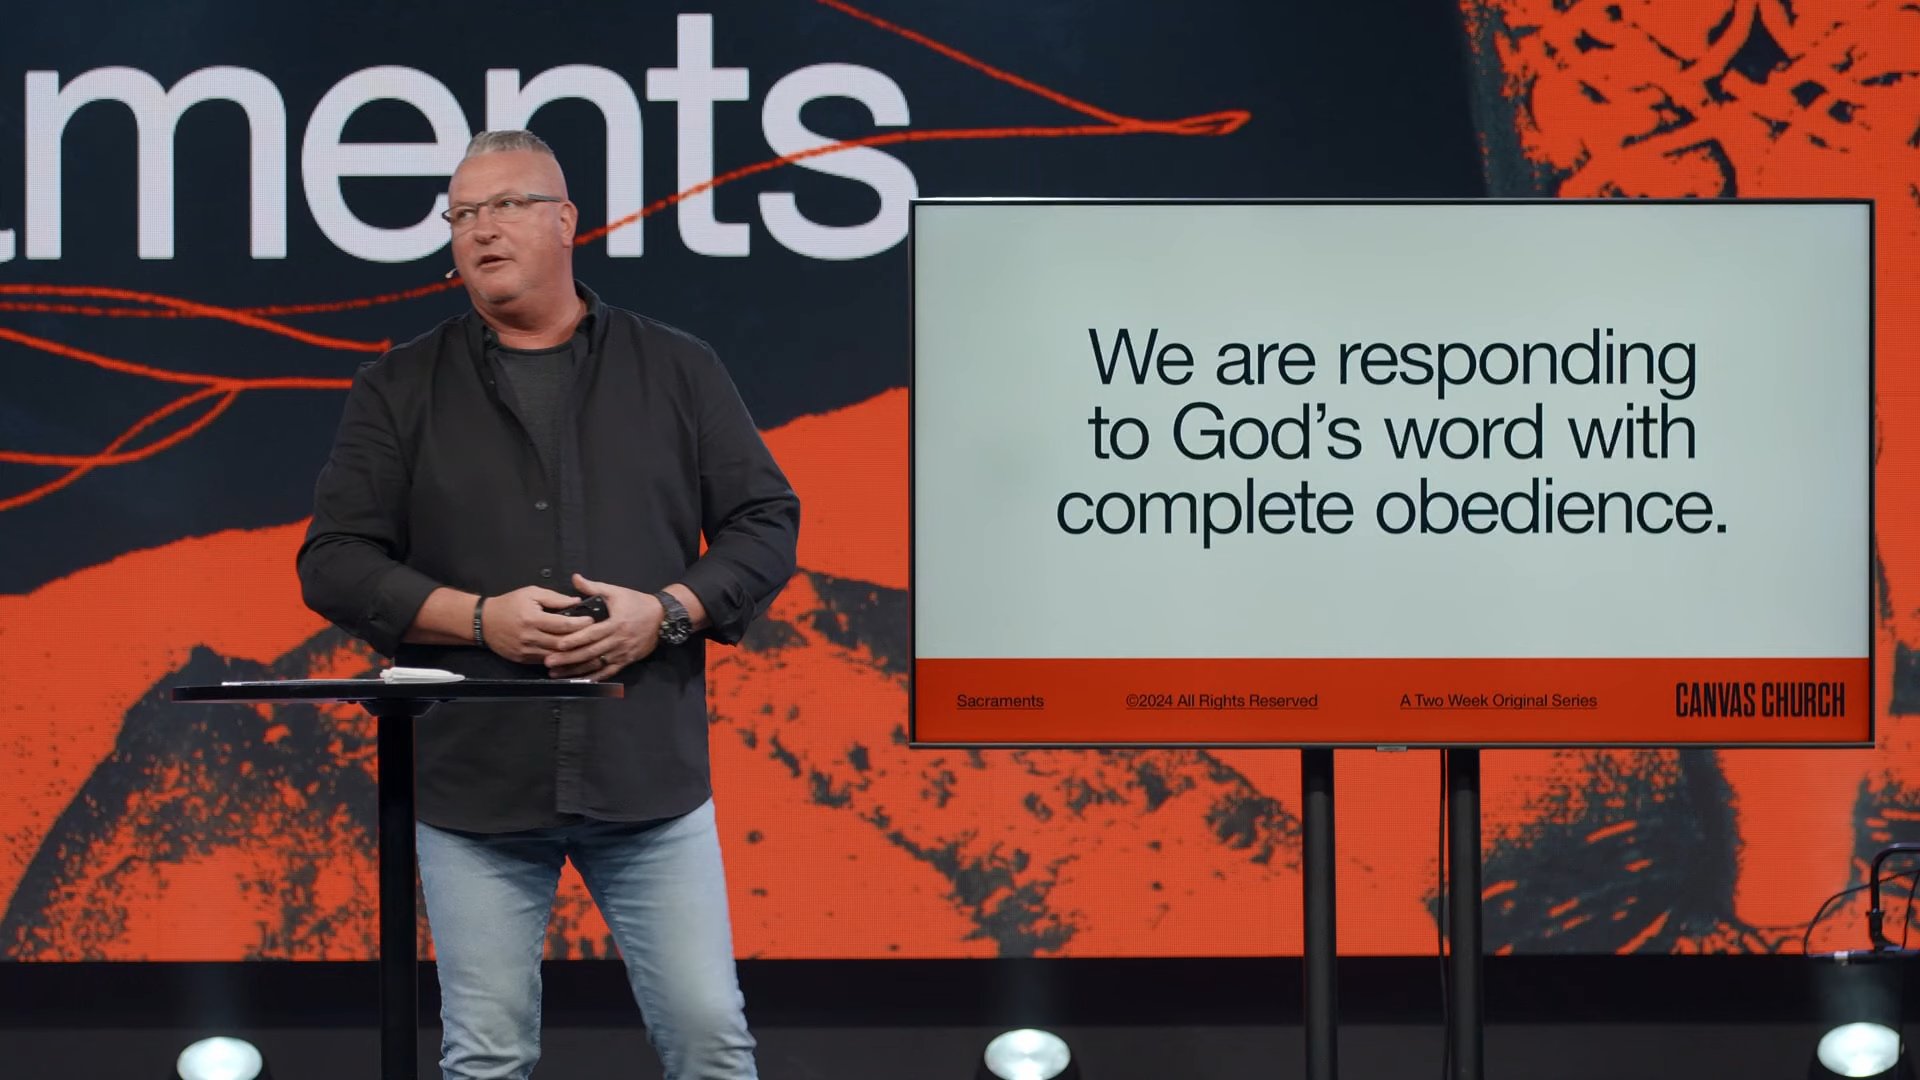 aments
We are responding
to God's word with
complete obedience.
Sacraments ©2024 All Rights Reserved A Two Week Original Series CANVAS CHURCH